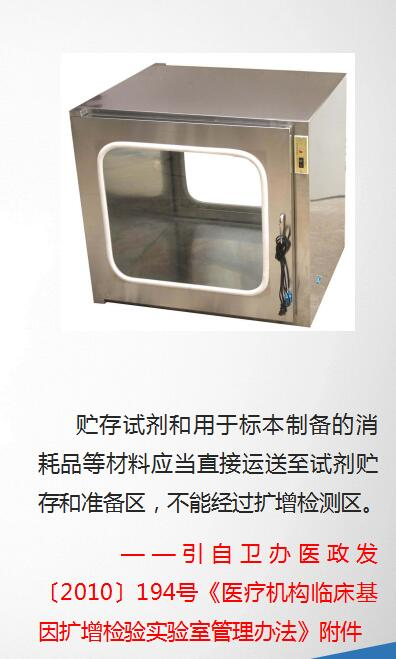 贮存试剂和用于标本制备的消
耗品等材料应当直接运送至试剂贮
存和准备区，不能经过扩增检测区。
——引自卫办医政发
〔2010〕194号《医疗机构临床基
因扩增检验实验室管理办法》附件